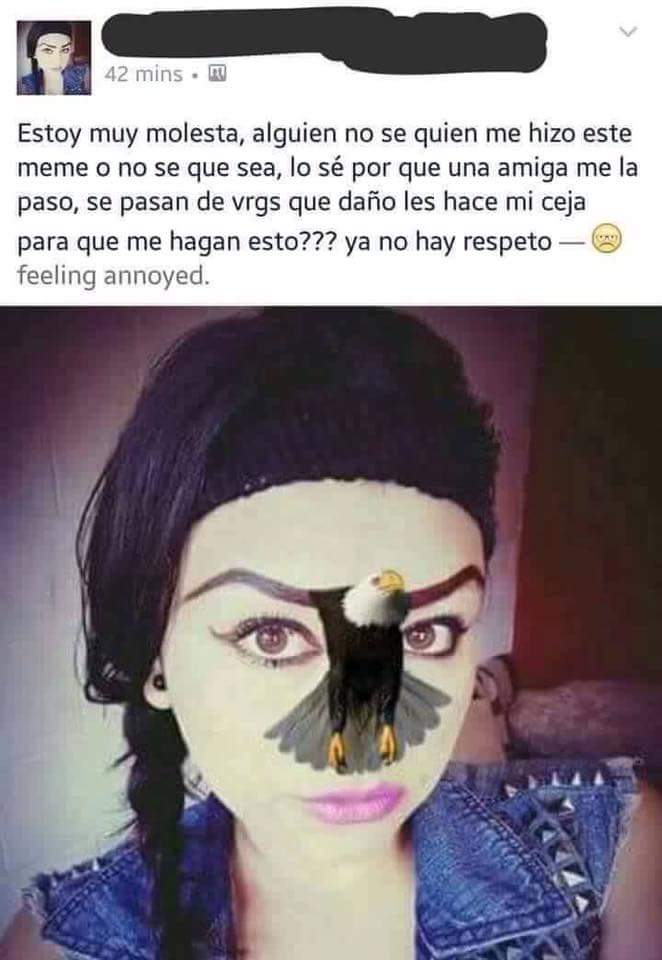 42 mins •
Estoy muy molesta, alguien no se quien me hizo este
meme o no se que sea, lo sé por que una amiga me la
paso, se pasan de vrgs que daño les hace mi ceja
para que me hagan esto??? ya no hay respeto — 
feeling annoyed.